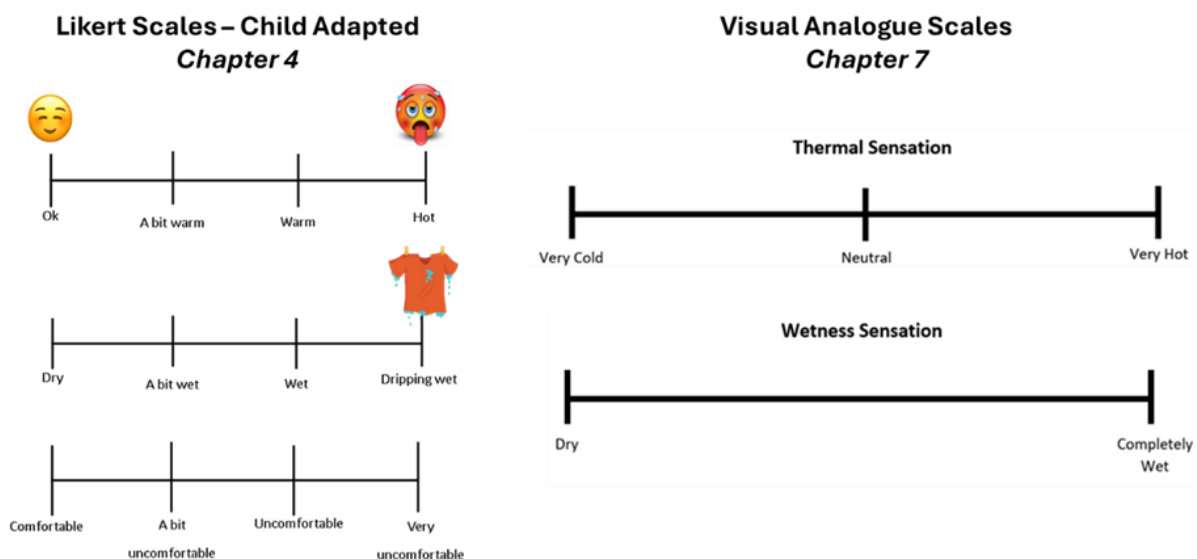 Likert Scales – Child Adapted
Chapter 4
Ok
A bit warm
Warm
Hot
Dry
A bit wet
Wet
Dripping wet
Comfortable
A bit
uncomfortable
Uncomfortable
Very
uncomfortable
Visual Analogue Scales
Chapter 7
Thermal Sensation
Very Cold
Neutral
Very Hot
Wetness Sensation
Dry
Completely
Wet